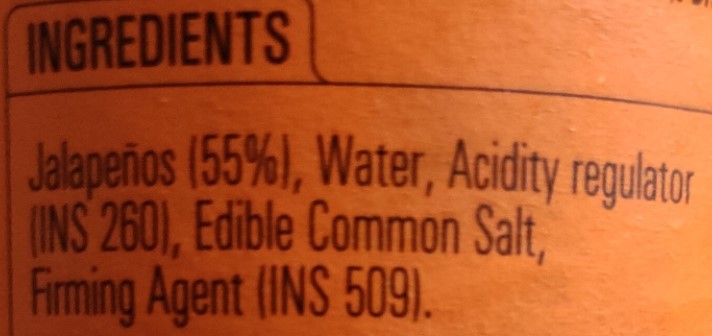 INGREDIENTS
Jalapeños (55%), Water, Acidity regulator
(INS 260), Edible Common Salt,
Firming Agent (INS 509).